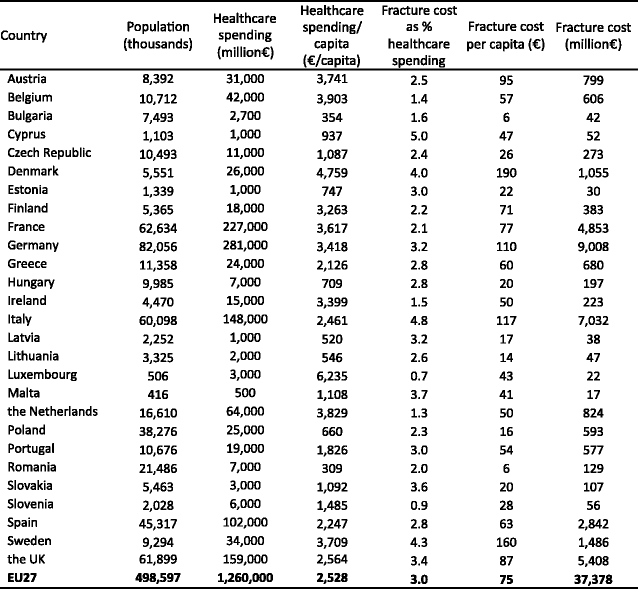 Country Population (thousands) Healthcare spending (million€) Healthcare spending/ capita (€/capita) Fracture cost as % healthcare spending Fracture cost per capita (€) Fracture cost (million€)
Austria 8,392 31,000 3,741 2.5 95 799
Belgium 10,712 42,000 3,903 1.4 57 606
Bulgaria 7,493 2,700 354 1.6 6 42
Cyprus 1,103 1,000 937 5.0 47 52
Czech Republic 10,493 11,000 1,087 2.4 26 273
Denmark 5,551 26,000 4,759 4.0 190 1,055
Estonia 1,339 1,000 747 3.0 22 30
Finland 5,365 18,000 3,263 2.2 71 383
France 62,634 227,000 3,617 2.1 77 4,853
Germany 82,056 281,000 3,418 3.2 110 9,008
Greece 11,358 24,000 2,126 2.8 60 680
Hungary 9,985 7,000 709 2.8 20 197
Ireland 4,470 15,000 3,399 1.5 50 223
Italy 60,098 148,000 2,461 4.8 117 7,032
Latvia 2,252 1,000 520 3.2 17 38
Lithuania 3,325 2,000 546 2.6 14 47
Luxembourg 506 3,000 6,235 0.7 43 22
Malta 416 500 1,108 3.7 41 17
the Netherlands 16,610 64,000 3,829 1.3 50 824
Poland 38,276 25,000 660 2.3 16 593
Portugal 10,676 19,000 1,826 3.0 54 577
Romania 21,486 7,000 309 2.0 6 129
Slovakia 5,463 3,000 1,092 3.6 20 107
Slovenia 2,028 6,000 1,485 0.9 28 56
Spain 45,317 102,000 2,247 2.8 63 2,842
Sweden 9,294 34,000 3,709 4.3 160 1,486
the UK 61,899 159,000 2,564 3.4 87 5,408
EU27 498,597 1,260,000 2,528 3.0 75 37,378